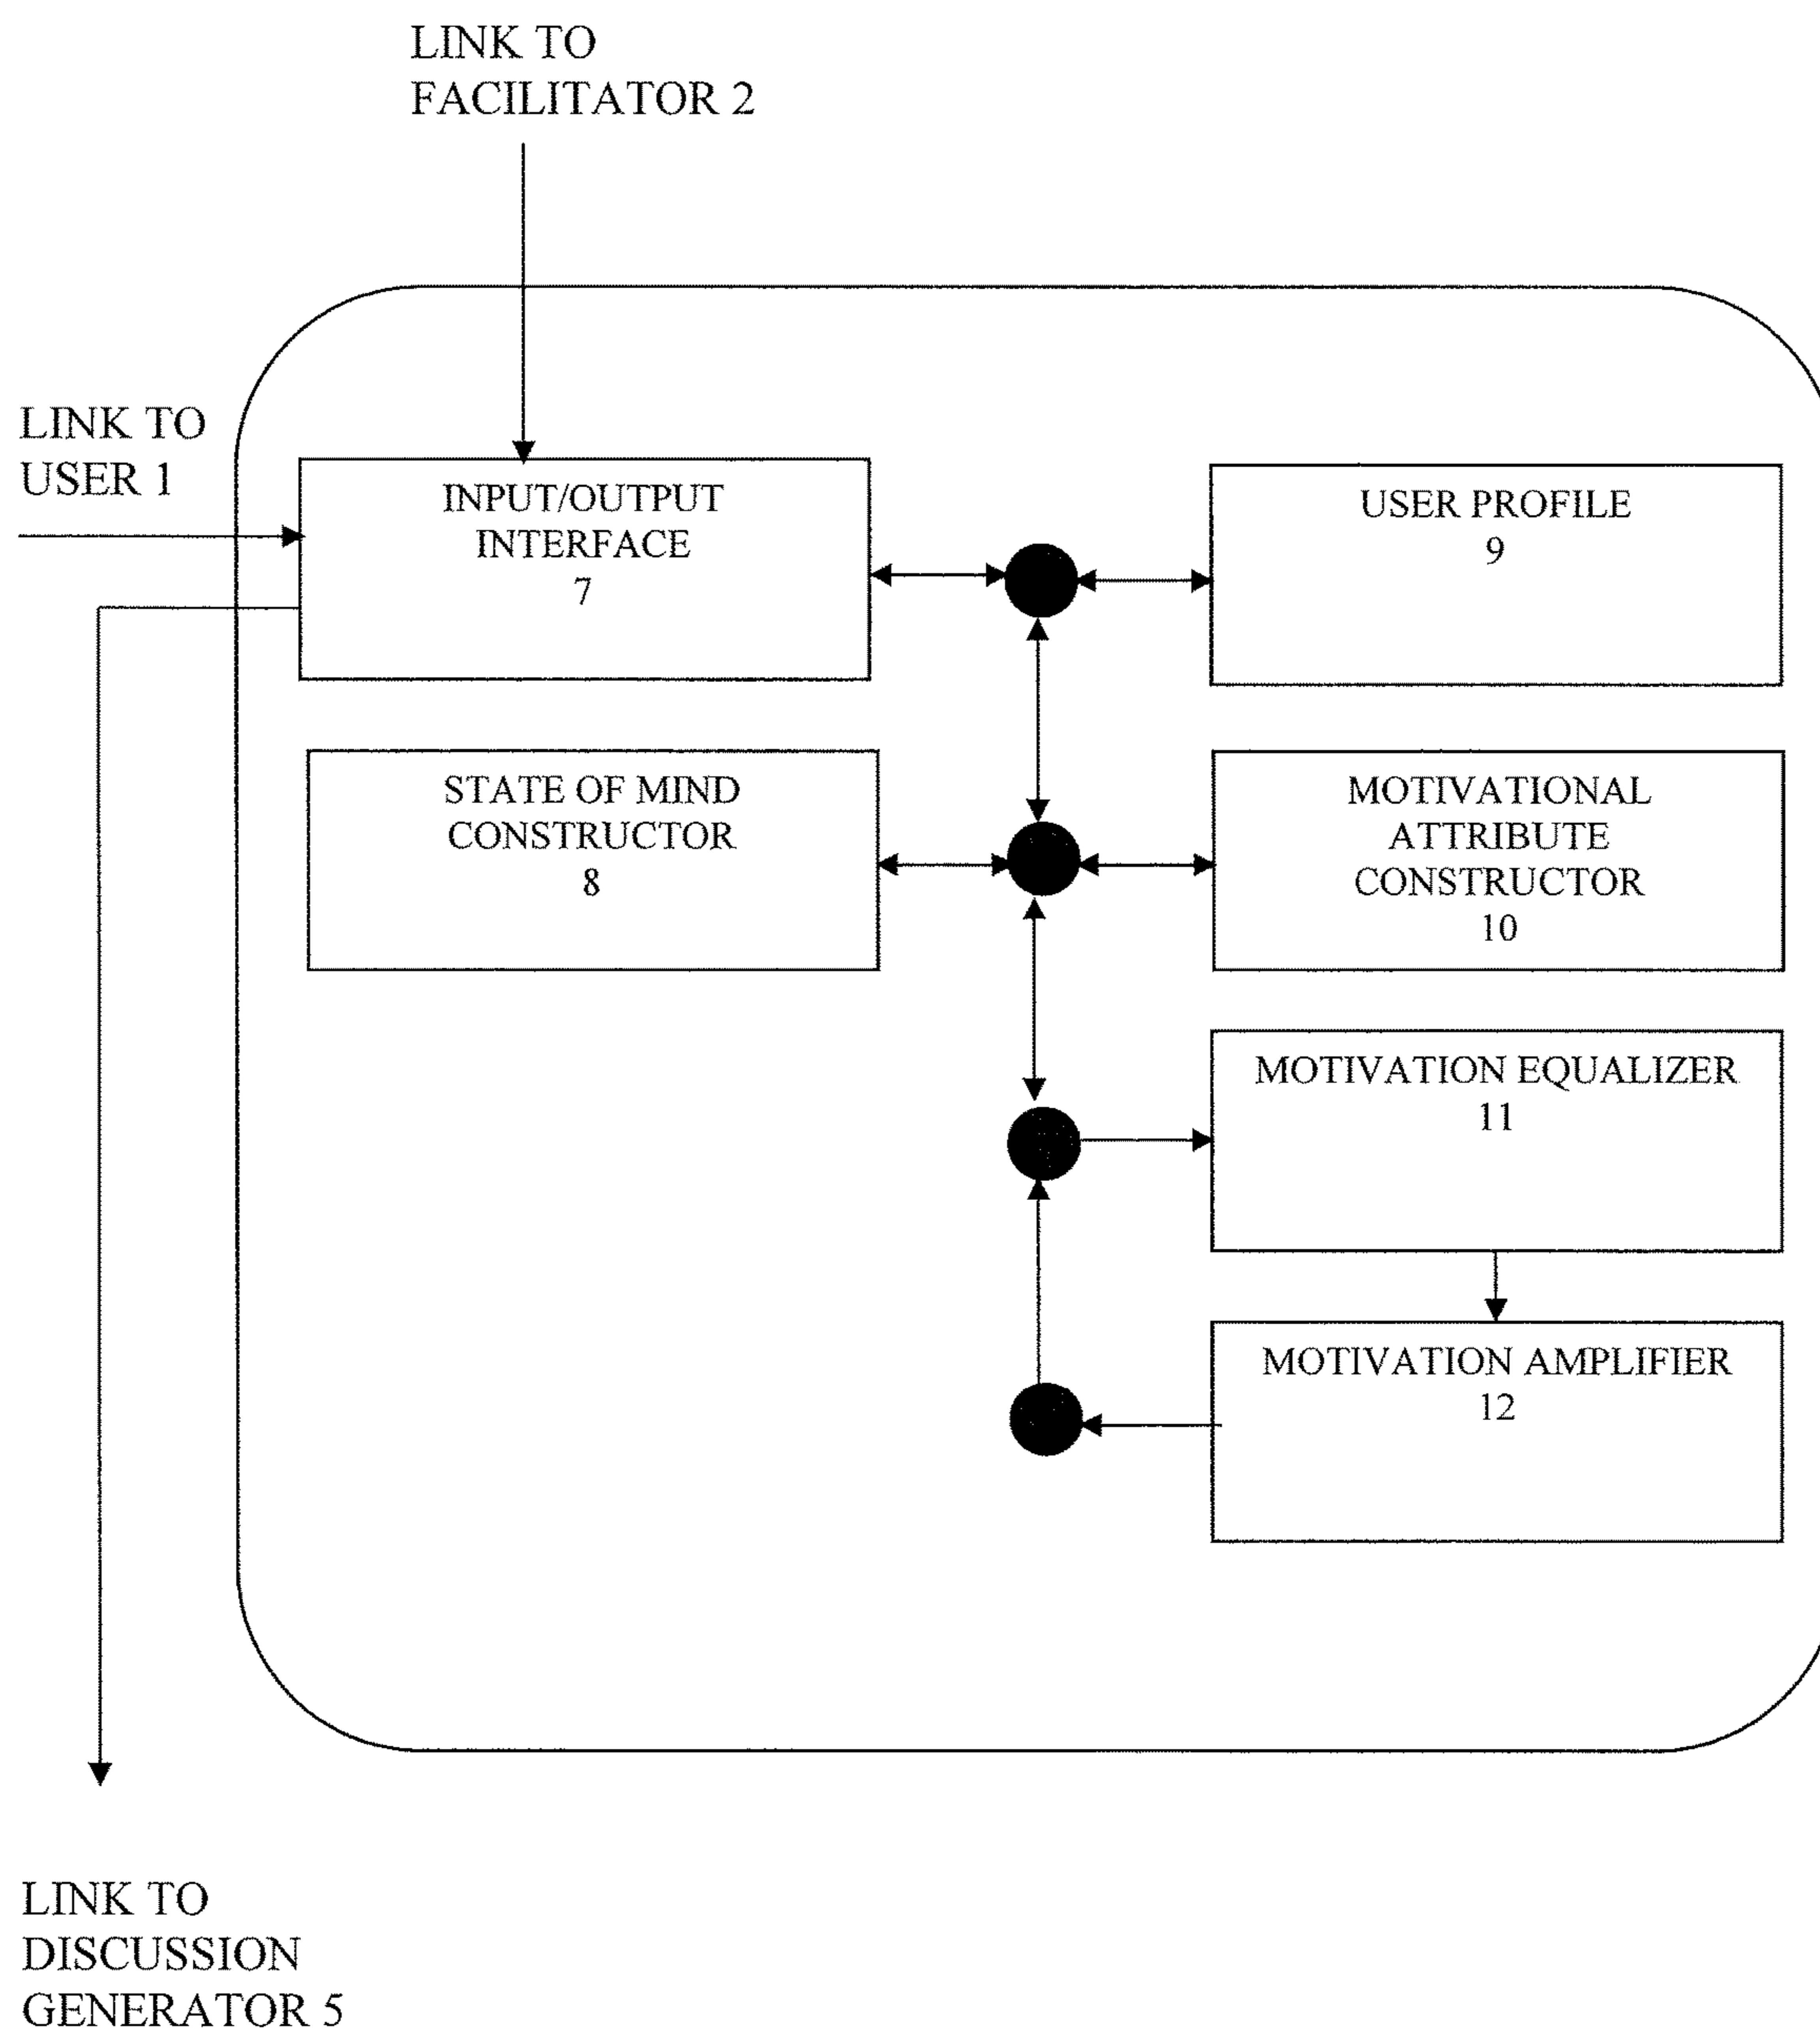 LINK TO
FACILITATOR 2
LINK TO
USER 1
INPUT/OUTPUT
INTERFACE
7
USER PROFILE
9
STATE OF MIND
CONSTRUCTOR
8
MOTIVATIONAL
ATTRIBUTE
CONSTRUCTOR
10
MOTIVATION EQUALIZER
11
MOTIVATION AMPLIFIER
12
LINK TO
DISCUSSION
GENERATOR 5